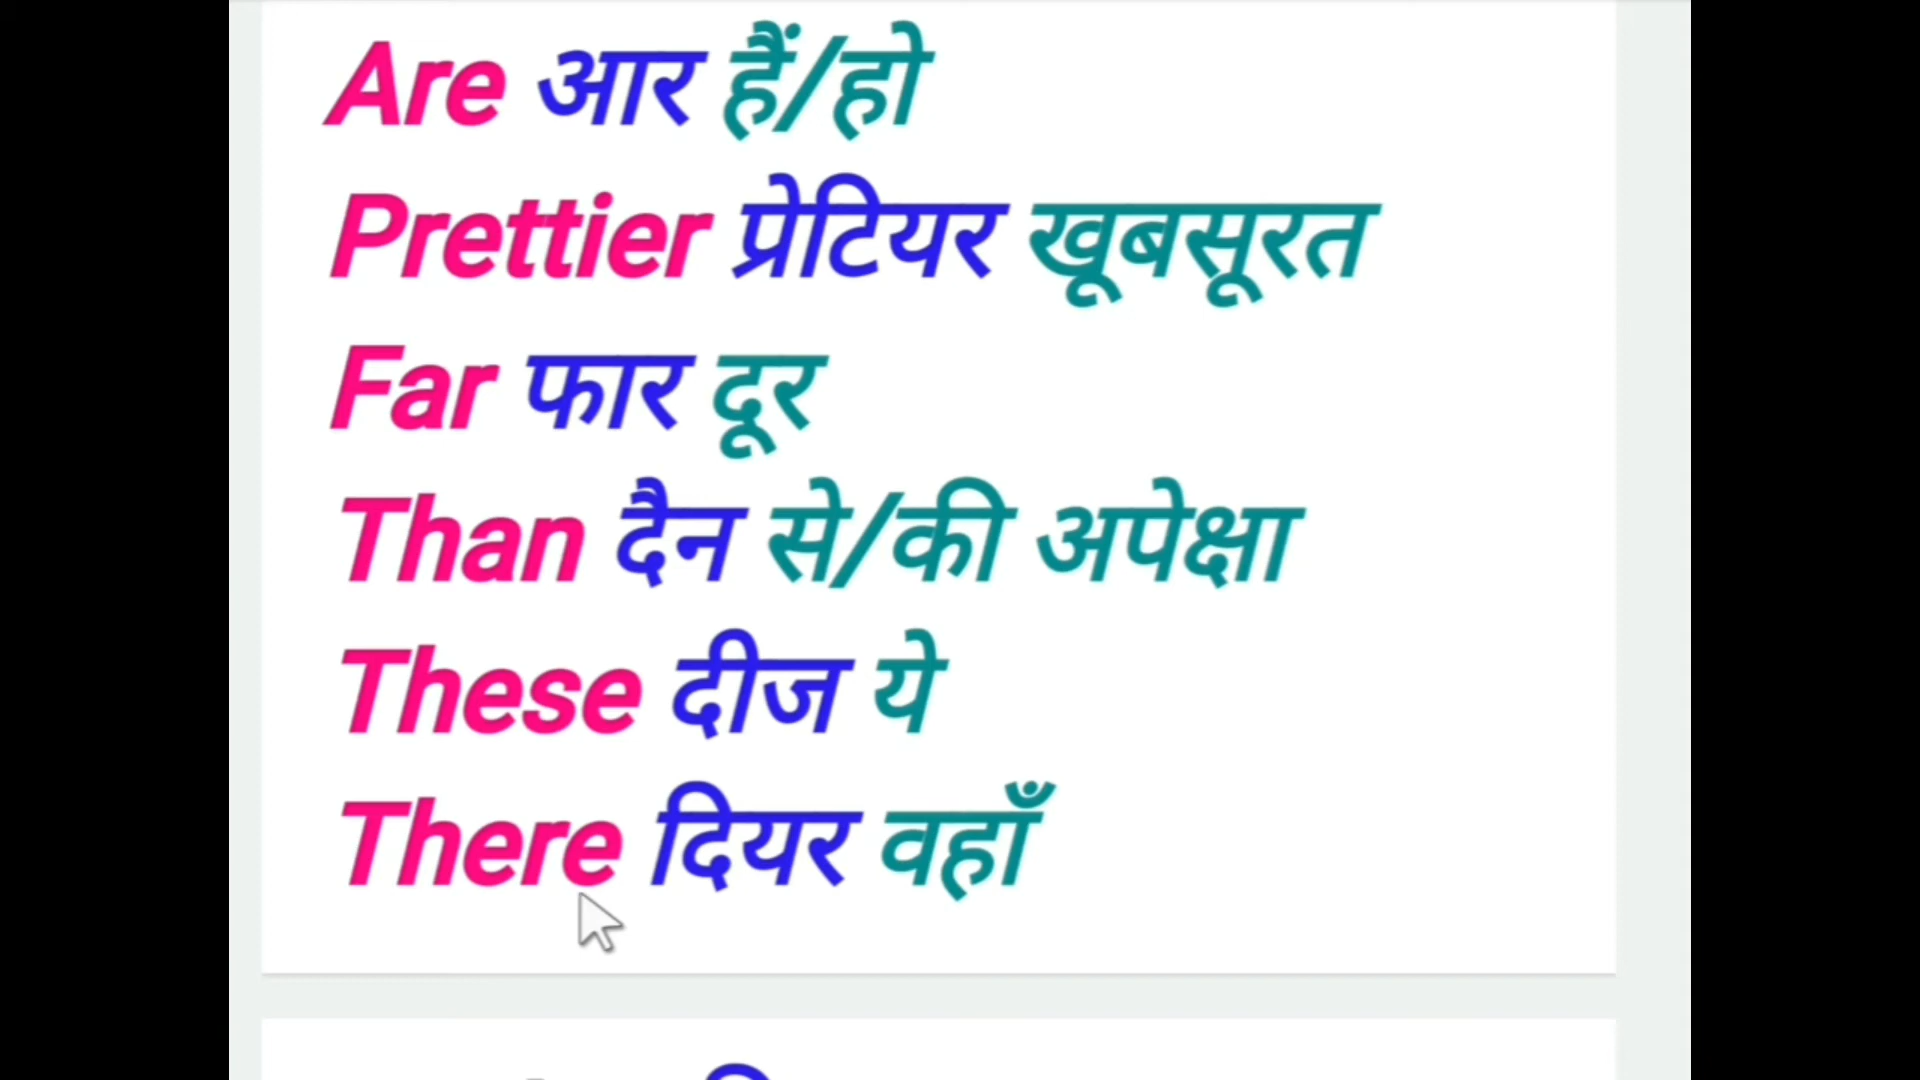 Are आर हैं/हो
Prettier प्रेटियर खूबसूरत
Far फार दूर
Than दैन से/की अपेक्षा
These दीज ये
There दियर वहाँ